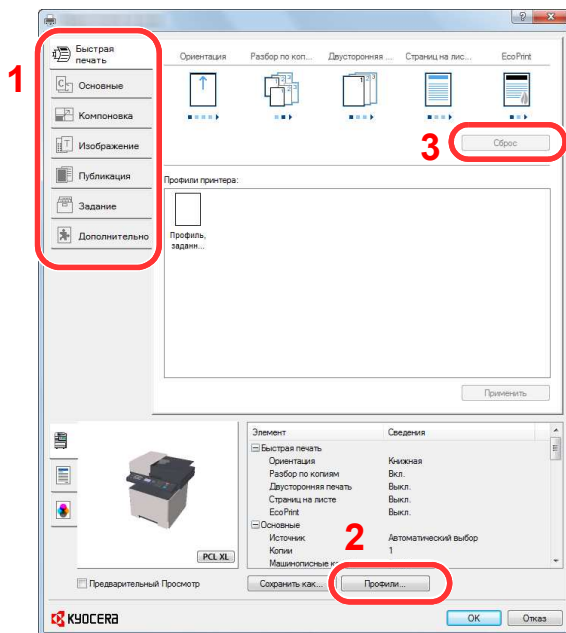 1
Быстрая
печать
Основные
Компоновка
Изображение
Публикация
Задание
Дополнительно
Ориентация Разбор по коп... Двусторонняя ... Страниц на лис... EcoPrint
3
Сброс
Профили принтера:
Профиль,
заданн...
Применить
Элемент Сведения
Быстрая печать
Ориентация Книжная
Разбор по копиям Вкл.
Двусторонняя печать Выкл.
Страниц на листе Выкл.
EcoPrint Выкл.
Основные
Источник Автоматический выбор
Копии 1
Машинописные
2
PCL XL
Предварительный Просмотр
Сохранить как...
Профили...
KYOCERA
OK
Отказ